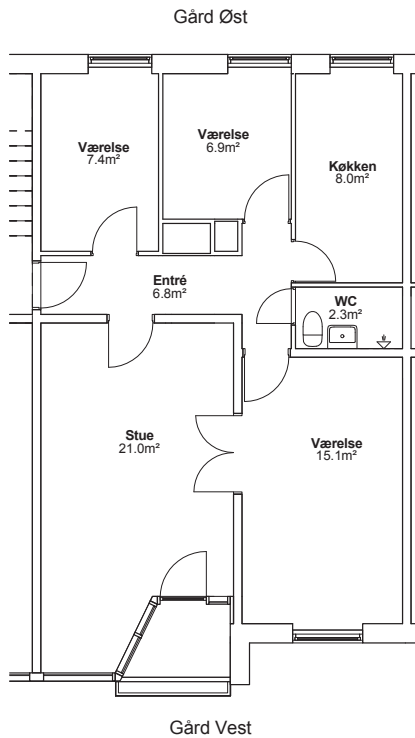 Gård Øst
Værelse
7.4m²
Værelse
6.9m²
Køkken
8.0m²
Entré
6.8m²
WC
2.3m²
Stue
21.0m²
Værelse
15.1m²
Gård Vest